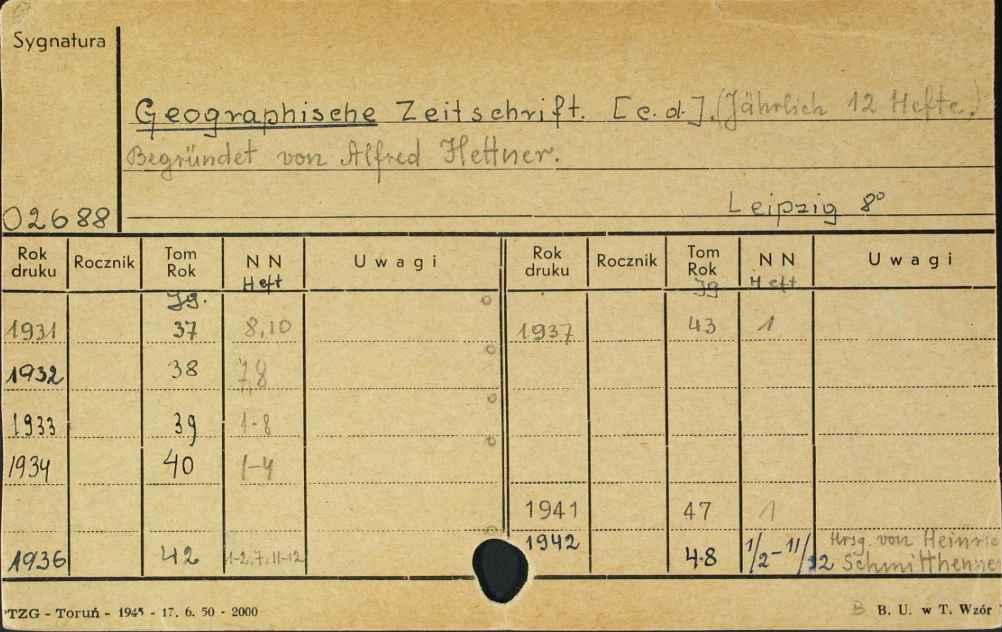 Sygnatura
Geographische Zeitschrift. [c.d.]. (Jährlich 12 Hefte.)
Begründet von Alfred Hettner.
02688
Leipzig 8°
Rok druku Rocznik Tom Rok N N Uwagi Rok druku Rocznik Tom Rok N N Uwagi
Jg. Heft Jg Heft
1931 37 8,10 1937 43 1
1932 38 7,8
1933 39 1-8
1934 40 1-4
1941 47 1
1936 42 1-2,7,11-12 1942 48 1/2-11/12 Hrsg. von Heinric
Schmitthenne
TZG - Toruń - 1945 - 17. 6. 50 - 2000
B B. U. w T. Wzór